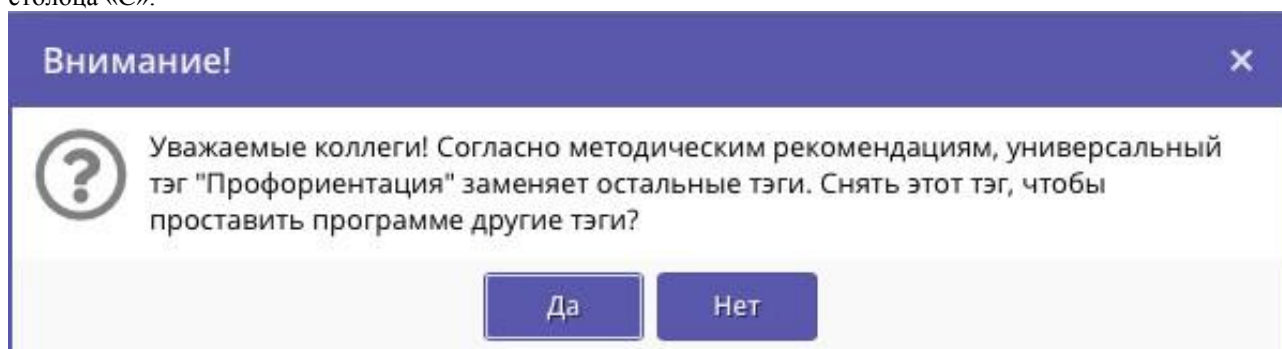 столбца «С».
Внимание!
Уважаемые коллеги! Согласно методическим рекомендациям, универсальный
тэг "Профориентация" заменяет остальные тэги. Снять этот тэг, чтобы
проставить программе другие тэги?
Да
Нет